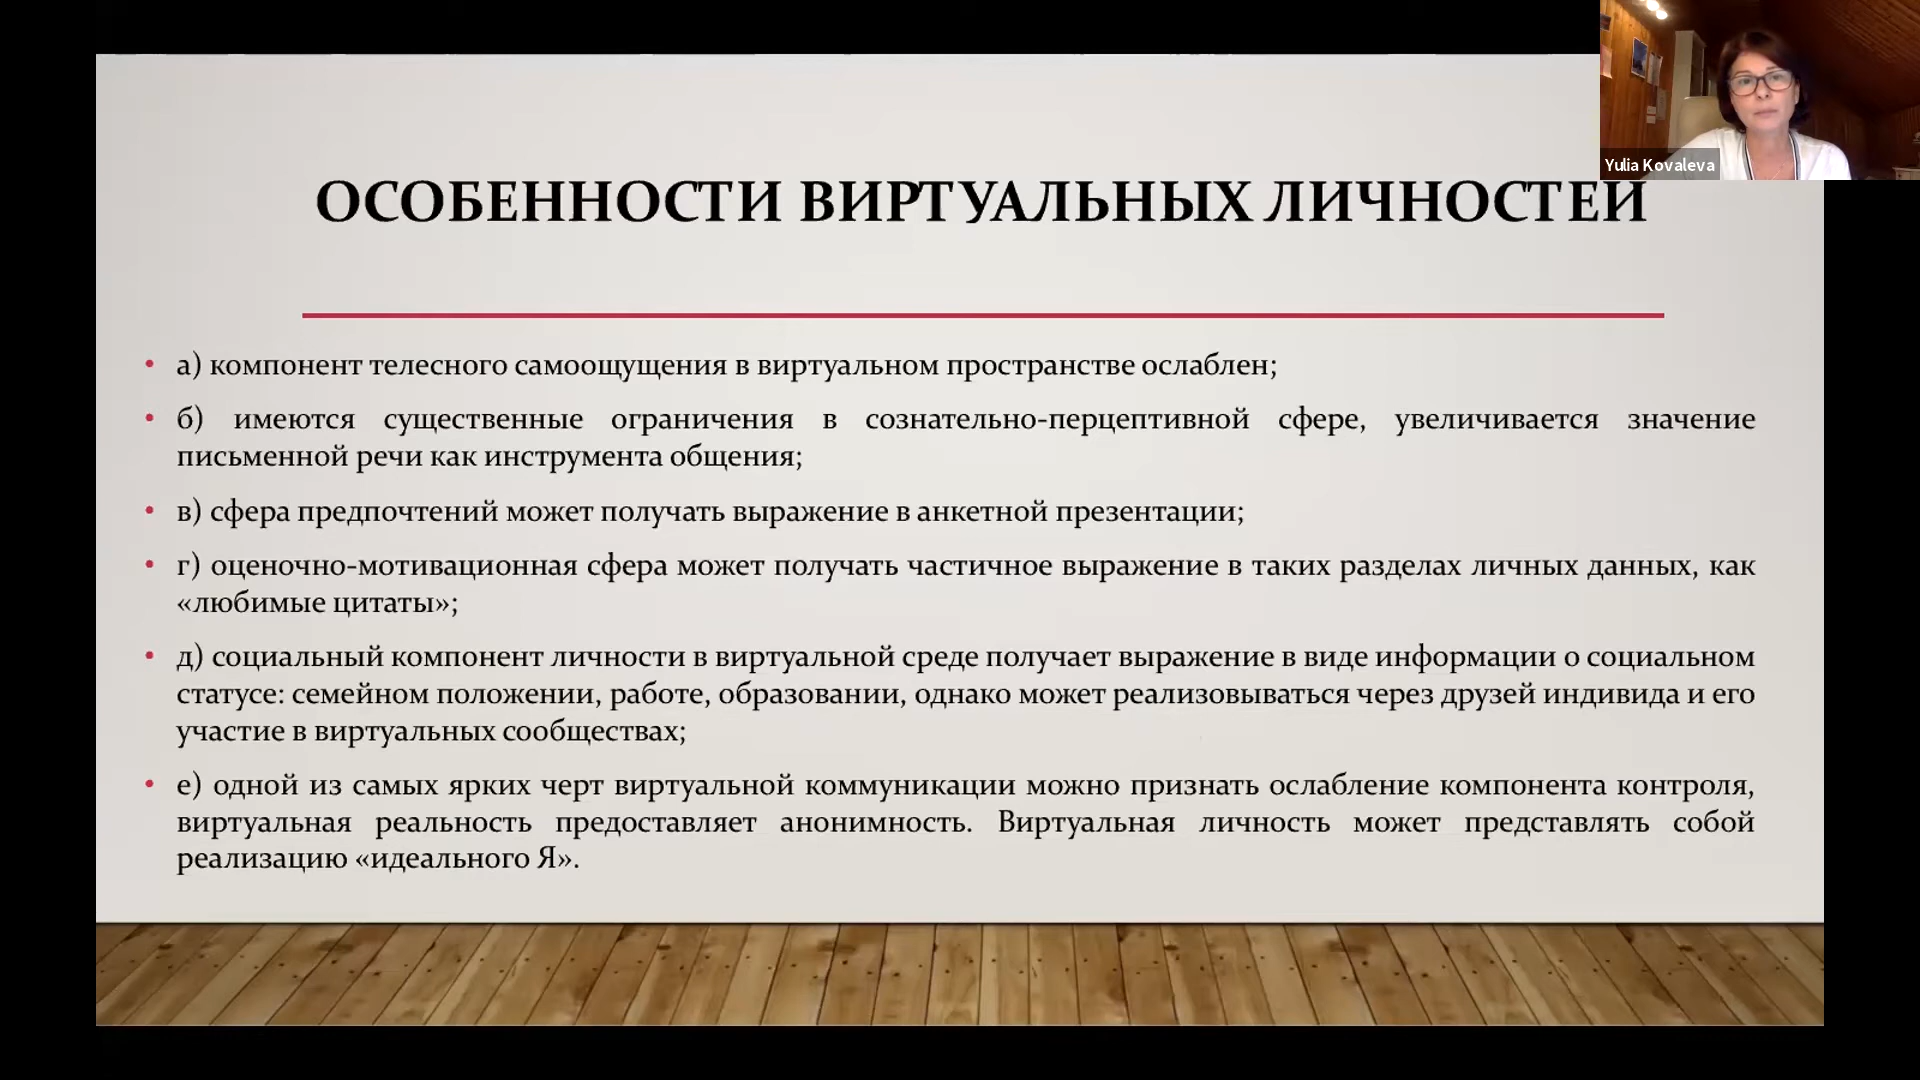 Yulia Kovaleva
ОСОБЕННОСТИ ВИРТУАЛЬНЫХ ЛИЧНОСТЕЙ
• а) компонент телесного самоощущения в виртуальном пространстве ослаблен;
• б) имеются существенные ограничения в сознательно-перцептивной сфере, увеличивается значение
письменной речи как инструмента общения;
• в) сфера предпочтений может получать выражение в анкетной презентации;
• г) оценочно-мотивационная сфера может получать частичное выражение в таких разделах личных данных, как
«любимые цитаты»;
• д) социальный компонент личности в виртуальной среде получает выражение в виде информации о социальном
статусе: семейном положении, работе, образовании, однако может реализовываться через друзей индивида и его
участие в виртуальных сообществах;
• е) одной из самых ярких черт виртуальной коммуникации можно признать ослабление компонента контроля,
виртуальная реальность предоставляет анонимность. Виртуальная личность может представлять собой
реализацию «идеального Я».